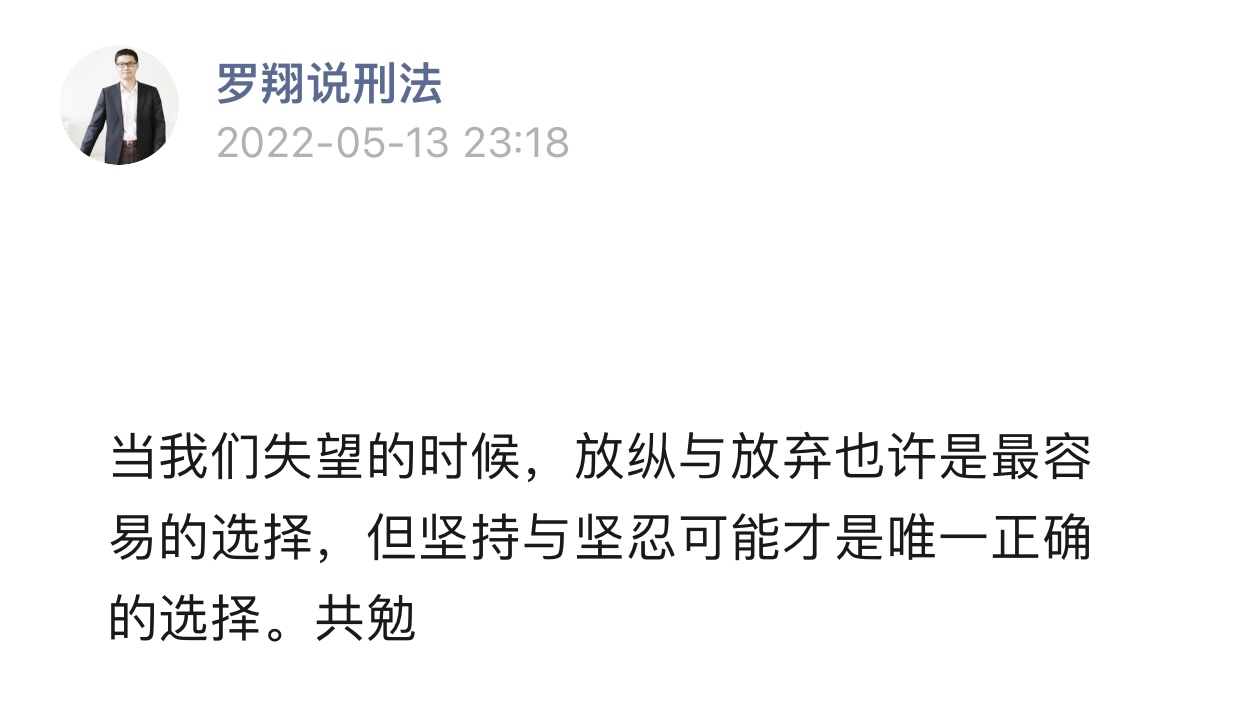 罗翔说刑法
2022-05-13 23:18
当我们失望的时候，放纵与放弃也许是最容
易的选择，但坚持与坚忍可能才是唯一正确
的选择。共勉